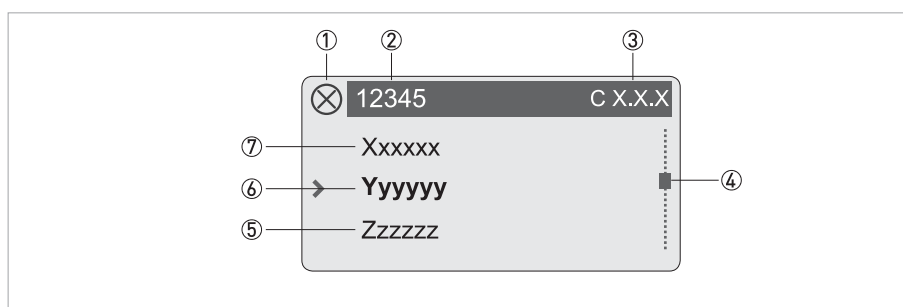 ① ② ③
12345 C X.X.X
⑦ Xxxxxx
⑥ Yyyyyy ④
⑤ Zzzzzz